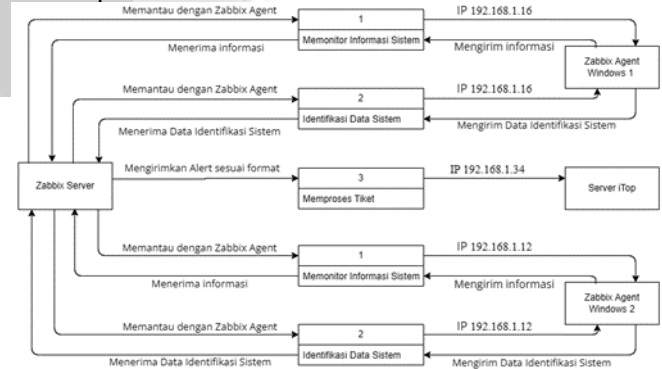 Memantau dengan Zabbix Agent
1
IP 192.168.1.16
Menerima informasi
Memonitor Informasi Sistem
Mengirim informasi
Zabbix Agent
Windows 1
Memantau dengan Zabbix Agent
2
IP 192.168.1.16
Menerima Data Identifikasi Sistem
Identifikasi Data Sistem
Mengirim Data Identifikasi Sistem
Zabbix Server
Mengirimkan Alert sesuai format
3
IP 192.168.1.34
Memproses Tiket
Server iTop
Memantau dengan Zabbix Agent
1
IP 192.168.1.12
Menerima informasi
Memonitor Informasi Sistem
Mengirim informasi
Zabbix Agent
Windows 2
Memantau dengan Zabbix Agent
2
IP 192.168.1.12
Menerima Data Identifikasi Sistem
Identifikasi Data Sistem
Mengirim Data Identifikasi Sistem